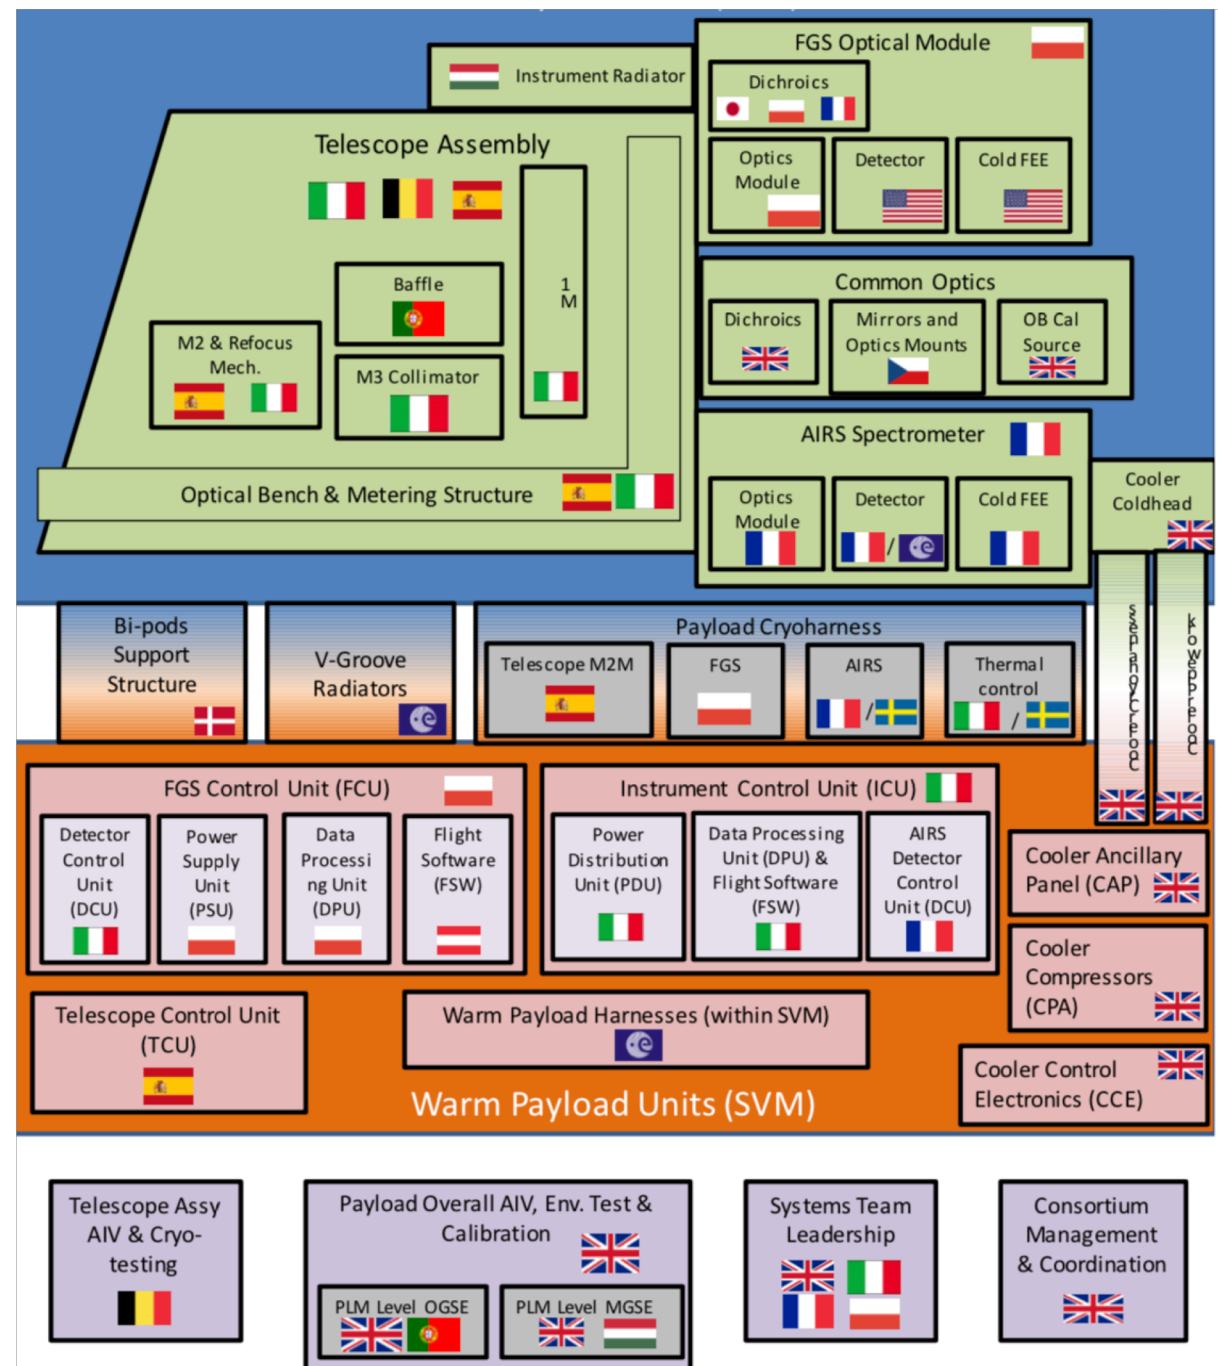 Instrument Radiator
FGS Optical Module
Dichroics
Optics
Module
Detector
Cold FEE
Telescope Assembly
1
M
Baffle
M2 & Refocus
Mech.
M3 Collimator
Optical Bench & Metering Structure
Common Optics
Dichroics
Mirrors and
Optics Mounts
OB Cal
Source
AIRS Spectrometer
Optics
Module
Detector
/
Cold FEE
Cooler
Coldhead
Bi-pods
Support
Structure
V-Groove
Radiators
Payload Cryoharness
Telescope M2M
FGS
AIRS
/
Thermal
control
/
FGS Control Unit (FCU)
Detector
Control
Unit
(DCU)
Power
Supply
Unit
(PSU)
Data
Processi
ng Unit
(DPU)
Flight
Software
(FSW)
Instrument Control Unit (ICU)
Power
Distribution
Unit (PDU)
Data Processing
Unit (DPU) &
Flight Software
(FSW)
AIRS
Detector
Control
Unit (DCU)
Cooler Ancillary
Panel (CAP)
Cooler
Compressors
(CPA)
Cooler Control
Electronics (CCE)
Telescope Control Unit
(TCU)
Warm Payload Harnesses (within SVM)
Warm Payload Units (SVM)
Telescope Assy
AIV & Cryo-
testing
Payload Overall AIV, Env. Test &
Calibration
PLM Level OGSE
PLM Level MGSE
Systems Team
Leadership
Consortium
Management
& Coordination